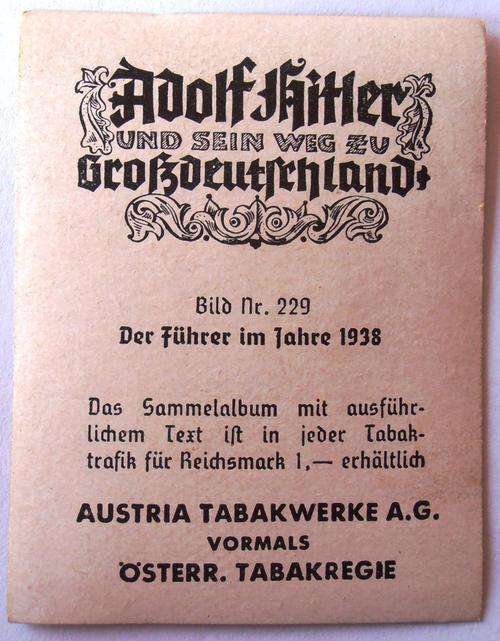 Adolf Hitler
UND SEIN WEG ZU
Großdeutschland
Bild Nr. 229
Der Führer im Jahre 1938
Das Sammelalbum mit ausführ-
lichem Text ist in jeder Tabak-
trafik für Reichsmark 1,— erhältlich
AUSTRIA TABAKWERKE A.G.
VORMALS
ÖSTERR. TABAKREGIE